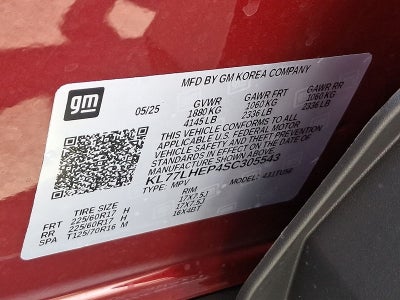 gm
MFD BY GM KOREA COMPANY
05/25 GVWR GAWR FRT GAWR RR
1880 KG 1060 KG 1060 KG
4145 LB 2336 LB 2336 LB
THIS VEHICLE CONFORMS TO ALL
APPLICABLE U.S. FEDERAL MOTOR
VEHICLE SAFETY AND THEFT PREVENTION
STANDARDS IN EFFECT ON THE DATE OF
MANUFACTURE SHOWN ABOVE.
KL77LHEP4SC305543
TYPE: MPV MODEL:
TIRE SIZE RIM
FRT 225/60R17 H 17X7.5J
RR 225/60R17 H 17X7.5J
SPA T125/70R16 M 16X4BT